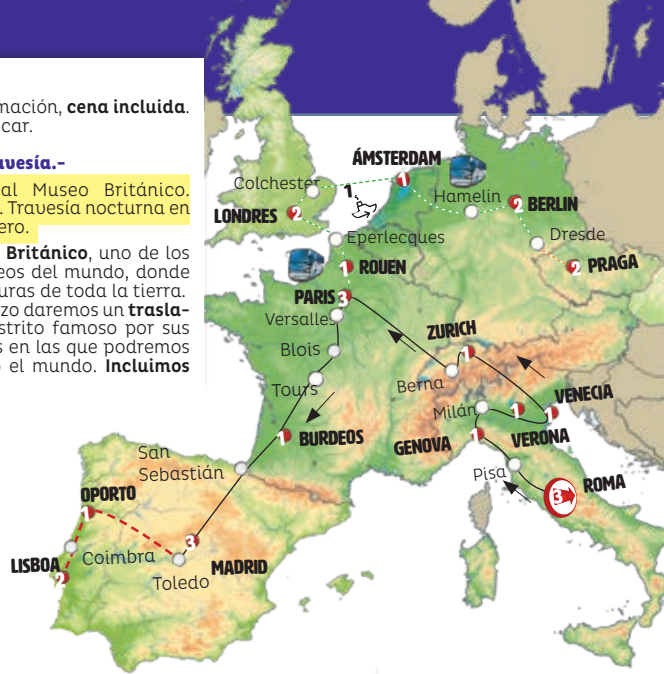 mación, cena incluida.
car.
avesía.-
al Museo Británico.
. Travesía nocturna en
ero.
Británico, uno de los
eos del mundo, donde
uras de toda la tierra.
zo daremos un trasla-
strito famoso por sus
s en las que podremos
o el mundo. Incluimos
ÁMSTERDAM
1
Colchester
1
Hamelin
2
BERLIN
LONDRES
2
Eperlecques
Dresde
1
ROUEN
2
PRAGA
PARIS
3
Versalles
ZURICH
1
Blois
Berna
Tours
Milán
1
1
VENECIA
1
BURDEOS
GENOVA
1
VERONA
San
Sebastián
Pisa
3
ROMA
OPORTO
1
3
LISBOA
Coimbra
MADRID
2
Toledo